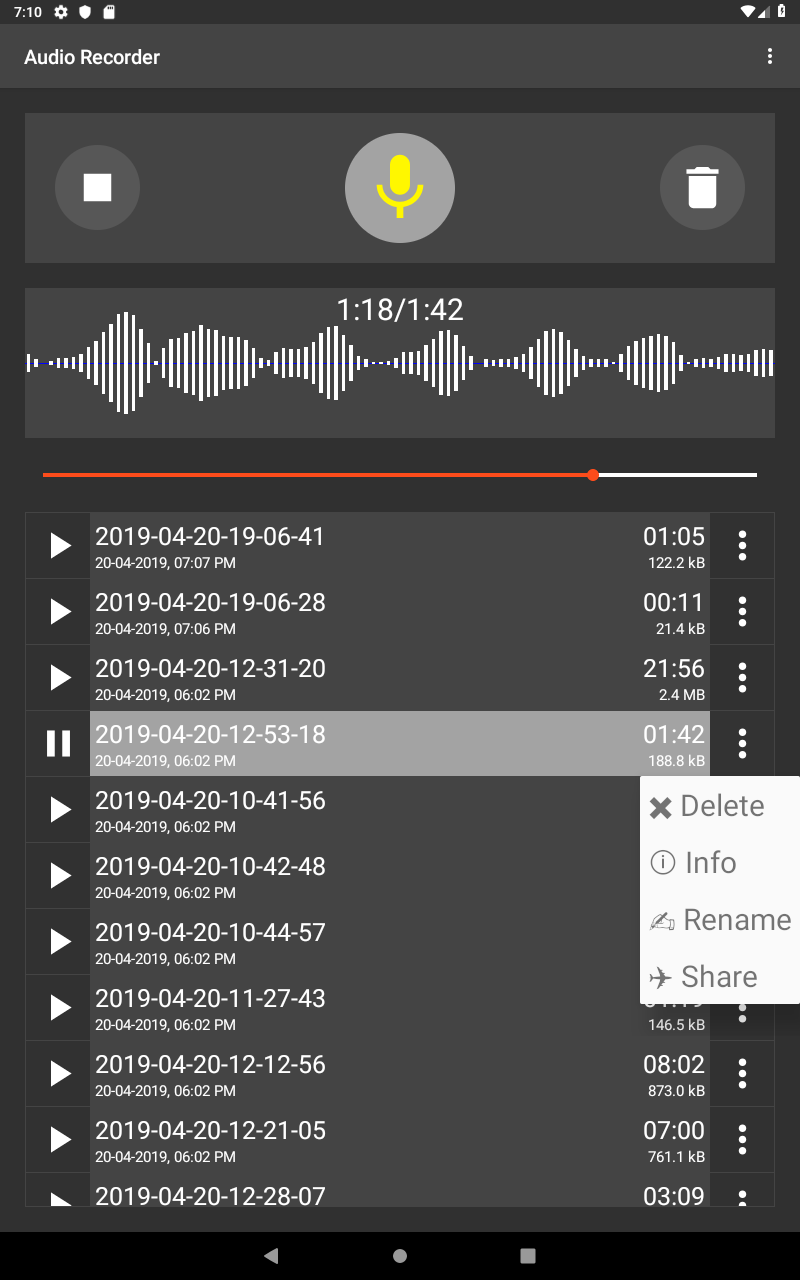 7:10
Audio Recorder
1:18/1:42
2019-04-20-19-06-41 01:05
20-04-2019, 07:07 PM 122.2 kB
2019-04-20-19-06-28 00:11
20-04-2019, 07:06 PM 21.4 kB
2019-04-20-12-31-20 21:56
20-04-2019, 06:02 PM 2.4 MB
2019-04-20-12-53-18 01:42
20-04-2019, 06:02 PM 188.8 kB
2019-04-20-10-41-56
20-04-2019, 06:02 PM
2019-04-20-10-42-48
20-04-2019, 06:02 PM
2019-04-20-10-44-57
20-04-2019, 06:02 PM
Delete
Info
Rename
Share
2019-04-20-11-27-43
20-04-2019, 06:02 PM 146.5 kB
2019-04-20-12-12-56 08:02
20-04-2019, 06:02 PM 873.0 kB
2019-04-20-12-21-05 07:00
20-04-2019, 06:02 PM 761.1 kB
2019-04-20-12-28-07 03:09